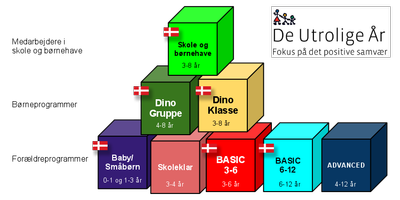 De Utrolige År
Fokus på det positive samvær
Medarbejdere i
skole og børnehave
Skole og
børnehave
3-8 år
Børneprogrammer
Dino
Gruppe
4-8 år
Dino
Klasse
3-8 år
Forældreprogrammer
Baby/
Småbørn
0-1 og 1-3 år
Skoleklar
3-4 år
BASIC
3-6
3-6 år
BASIC
6-12
6-12 år
ADVANCED
4-12 år